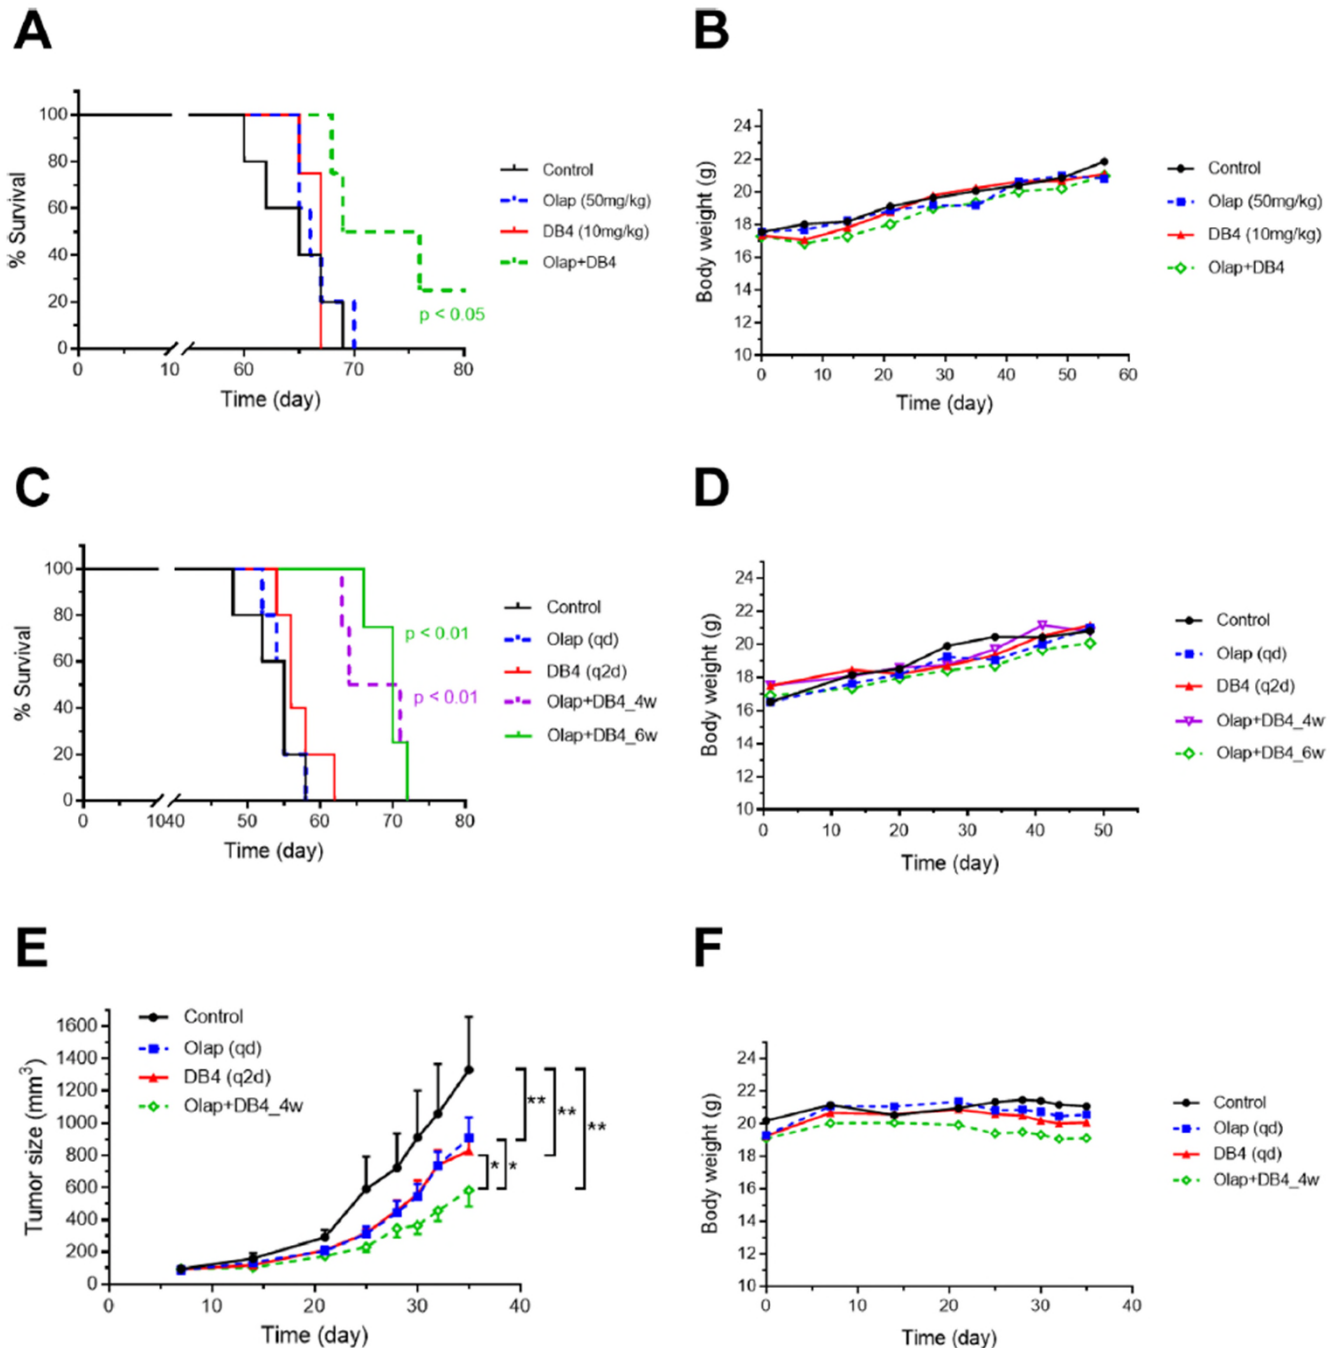 A
% Survival
100
80
60
40
20
0
0
10
60
70
80
Time (day)
p < 0.05
Control
Olap (50mg/kg)
DB4 (10mg/kg)
Olap+DB4
B
Body weight (g)
24
22
20
18
16
14
12
10
0
10
20
30
40
50
60
Time (day)
Control
Olap (50mg/kg)
DB4 (10mg/kg)
Olap+DB4
C
% Survival
100
80
60
40
20
0
0
10
40
50
60
70
80
Time (day)
p < 0.01
p < 0.01
Control
Olap (qd)
DB4 (q2d)
Olap+DB4_4w
Olap+DB4_6w
D
Body weight (g)
24
22
20
18
16
14
12
10
0
10
20
30
40
50
Time (day)
Control
Olap (qd)
DB4 (q2d)
Olap+DB4_4w
Olap+DB4_6w
E
Tumor size (mm³)
1600
1400
1200
1000
800
600
400
200
0
0
10
20
30
40
Time (day)
Control
Olap (qd)
DB4 (q2d)
Olap+DB4_4w
*
*
**
**
**
F
Body weight (g)
24
22
20
18
16
14
12
10
0
10
20
30
40
Time (day)
Control
Olap (qd)
DB4 (qd)
Olap+DB4_4w